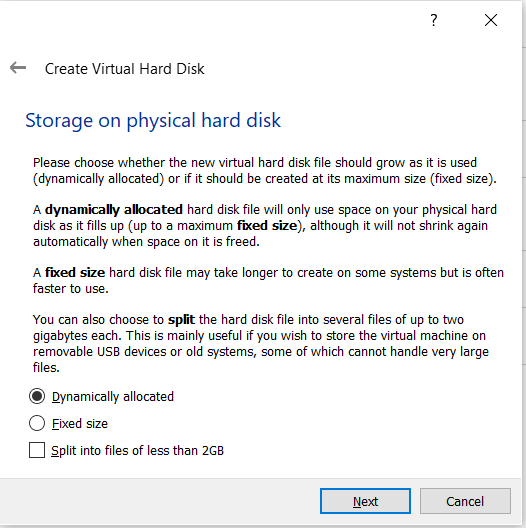 ?
Create Virtual Hard Disk
Storage on physical hard disk
Please choose whether the new virtual hard disk file should grow as it is used
(dynamically allocated) or if it should be created at its maximum size (fixed size).
A dynamically allocated hard disk file will only use space on your physical hard
disk as it fills up (up to a maximum fixed size), although it will not shrink again
automatically when space on it is freed.
A fixed size hard disk file may take longer to create on some systems but is often
faster to use.
You can also choose to split the hard disk file into several files of up to two
gigabytes each. This is mainly useful if you wish to store the virtual machine on
removable USB devices or old systems, some of which cannot handle very large
files.
Dynamically allocated
Fixed size
Split into files of less than 2GB
Next Cancel